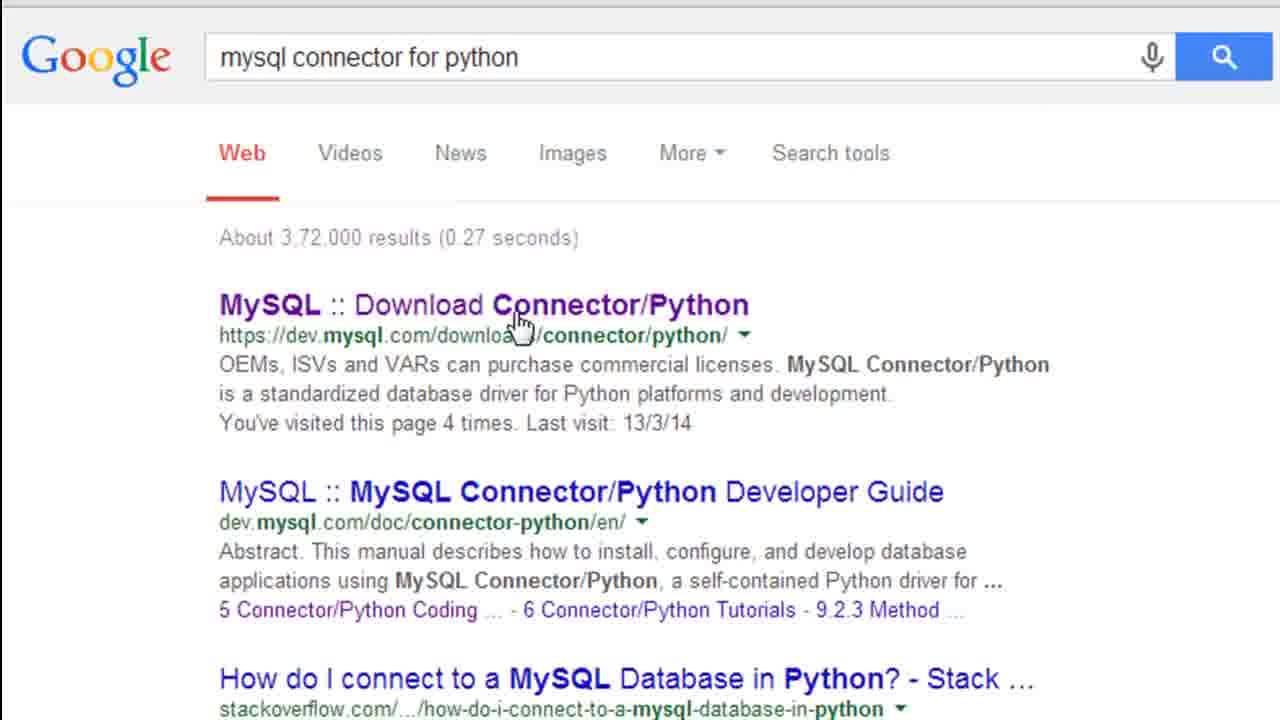 Google
mysql connector for python
Web Videos News Images More Search tools
About 3,72,000 results (0.27 seconds)
MySQL :: Download Connector/Python
https://dev.mysql.com/downloa /connector/python/
OEMs, ISVs and VARs can purchase commercial licenses. MySQL Connector/Python
is a standardized database driver for Python platforms and development.
You've visited this page 4 times. Last visit: 13/3/14
MySQL :: MySQL Connector/Python Developer Guide
dev.mysql.com/doc/connector-python/en/
Abstract. This manual describes how to install, configure, and develop database
applications using MySQL Connector/Python, a self-contained Python driver for ...
5 Connector/Python Coding ... - 6 Connector/Python Tutorials - 9.2.3 Method ...
How do I connect to a MySQL Database in Python? - Stack ...
stackoverflow.com/.../how-do-i-connect-to-a-mysql-database-in-python